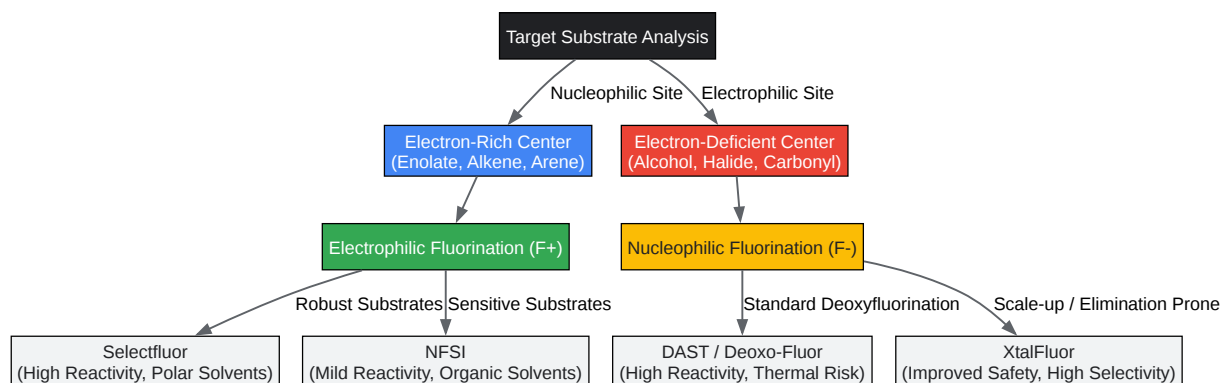 Target Substrate Analysis
Nucleophilic Site
Electrophilic Site
Electron-Rich Center
(Enolate, Alkene, Arene)
Electron-Deficient Center
(Alcohol, Halide, Carbonyl)
Electrophilic Fluorination (F+)
Nucleophilic Fluorination (F-)
Robust Substrates
Sensitive Substrates
Standard Deoxyfluorination
Scale-up / Elimination Prone
Selectfluor
(High Reactivity, Polar Solvents)
NFSI
(Mild Reactivity, Organic Solvents)
DAST / Deoxo-Fluor
(High Reactivity, Thermal Risk)
XtalFluor
(Improved Safety, High Selectivity)